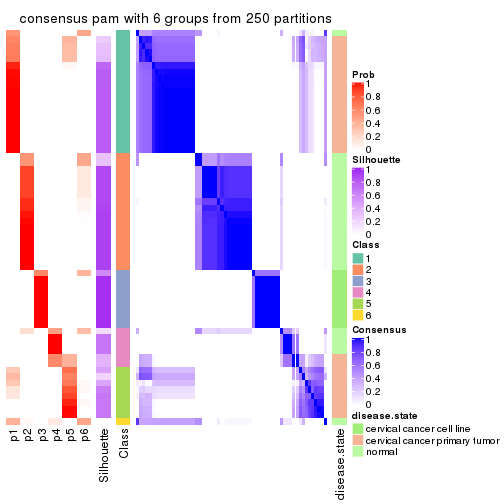 consensus pam with 6 groups from 250 partitions
Prob
1
0.8
0.6
0.4
0.2
0
Silhouette
1
0.8
0.6
0.4
0.2
0
Class
1
2
3
4
5
6
Consensus
1
0.8
0.6
0.4
0.2
0
disease.state
cervical cancer cell line
cervical cancer primary tumor
normal
p1
p2
p3
p4
p5
p6
Silhouette
Class
disease.state